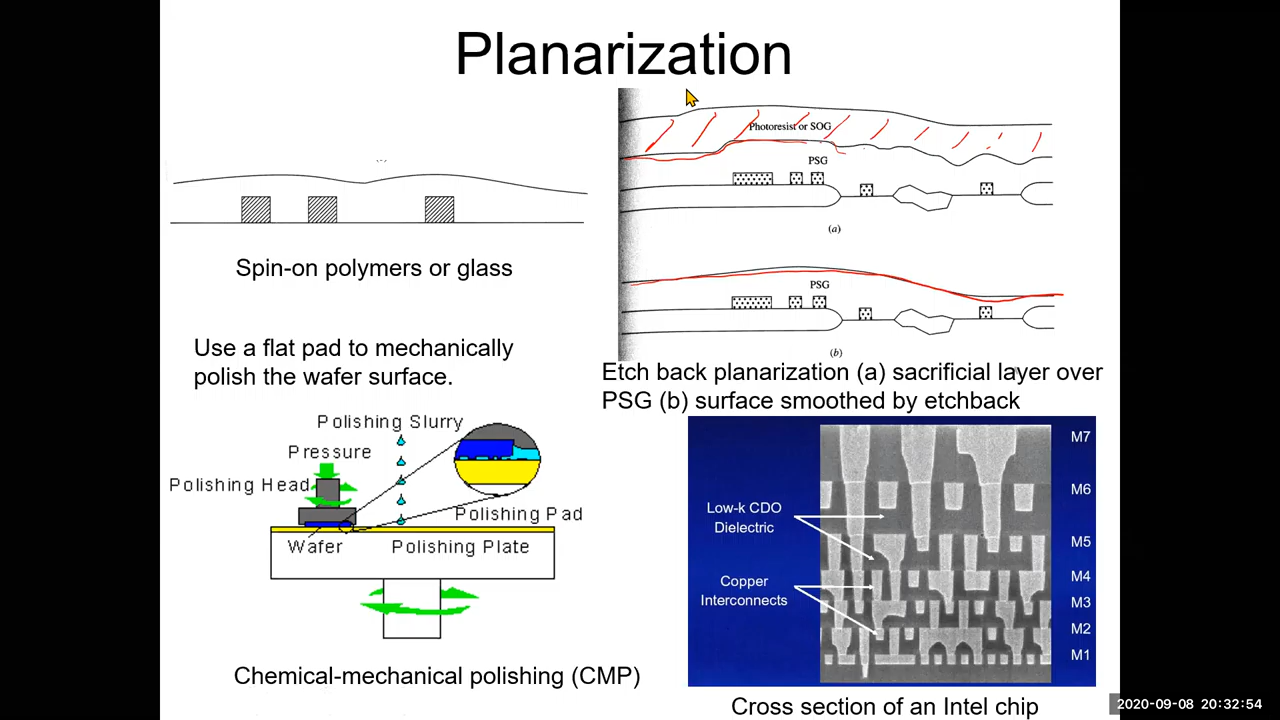 Planarization
Spin-on polymers or glass
Photoresist or SOG
PSG
(a)
PSG
(b)
Etch back planarization (a) sacrificial layer over
PSG (b) surface smoothed by etchback
Use a flat pad to mechanically
polish the wafer surface.
Polishing Slurry
Pressure
Polishing Head
Polishing Pad
Wafer
Polishing Plate
Chemical-mechanical polishing (CMP)
Low-k CDO
Dielectric
Copper
Interconnects
M7
M6
M5
M4
M3
M2
M1
Cross section of an Intel chip
2020-09-08 20:32:54